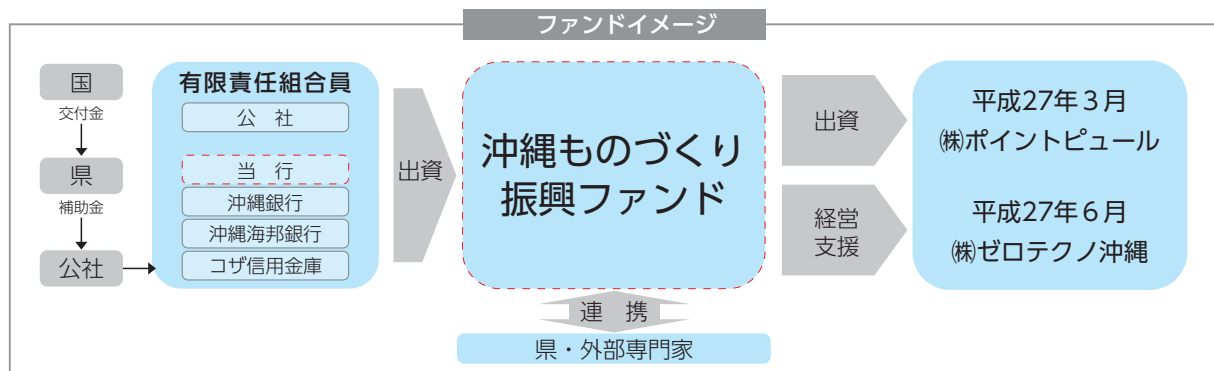 ファンドイメージ
国
交付金
県
補助金
公社
有限責任組合員
公　社
当　行
沖縄銀行
沖縄海邦銀行
コザ信用金庫
出資
沖縄ものづくり
振興ファンド
連　携
県・外部専門家
出資
経営
支援
平成27年３月
㈱ポイントピュール
平成27年６月
㈱ゼロテクノ沖縄